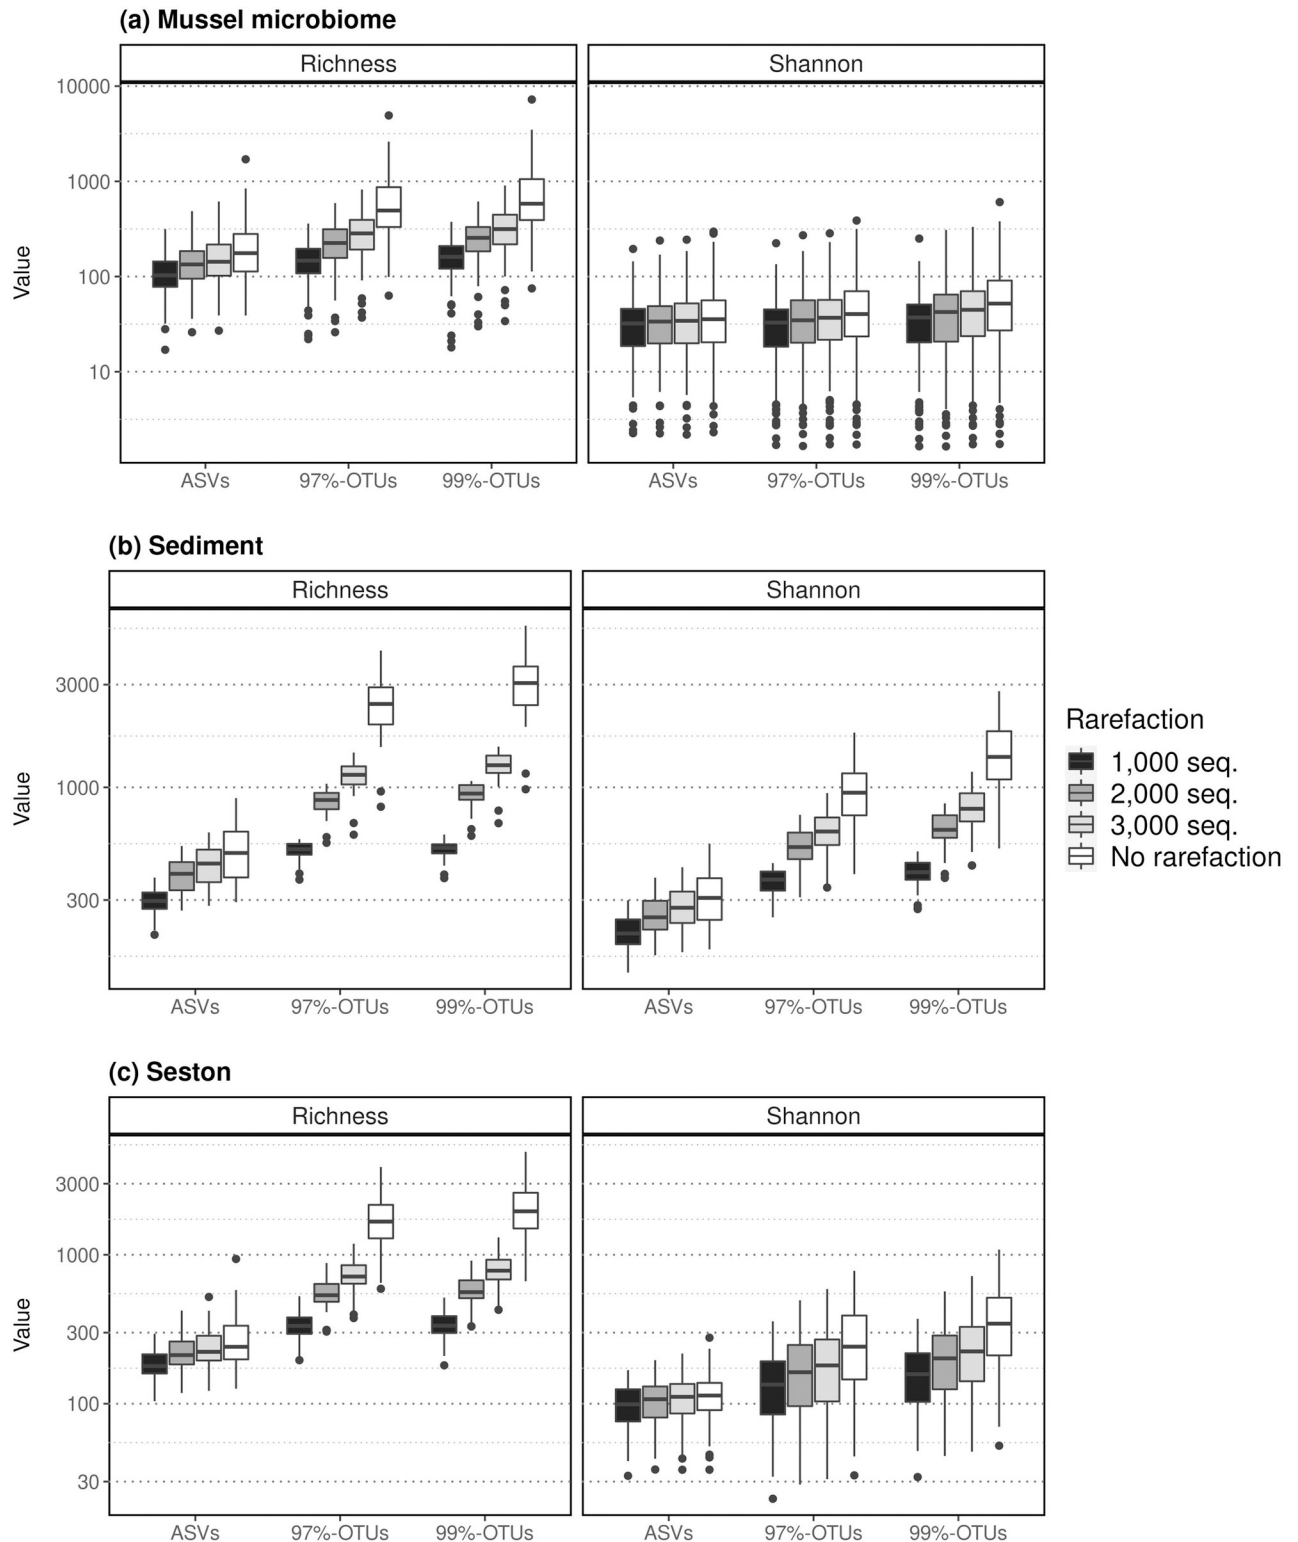 (a) Mussel microbiome
Richness
Shannon
10000
1000
100
10
Value
ASVs 97%-OTUs 99%-OTUs
ASVs 97%-OTUs 99%-OTUs
(b) Sediment
Richness
Shannon
3000
1000
300
Value
ASVs 97%-OTUs 99%-OTUs
ASVs 97%-OTUs 99%-OTUs
Rarefaction
1,000 seq.
2,000 seq.
3,000 seq.
No rarefaction
(c) Seston
Richness
Shannon
3000
1000
300
100
30
Value
ASVs 97%-OTUs 99%-OTUs
ASVs 97%-OTUs 99%-OTUs